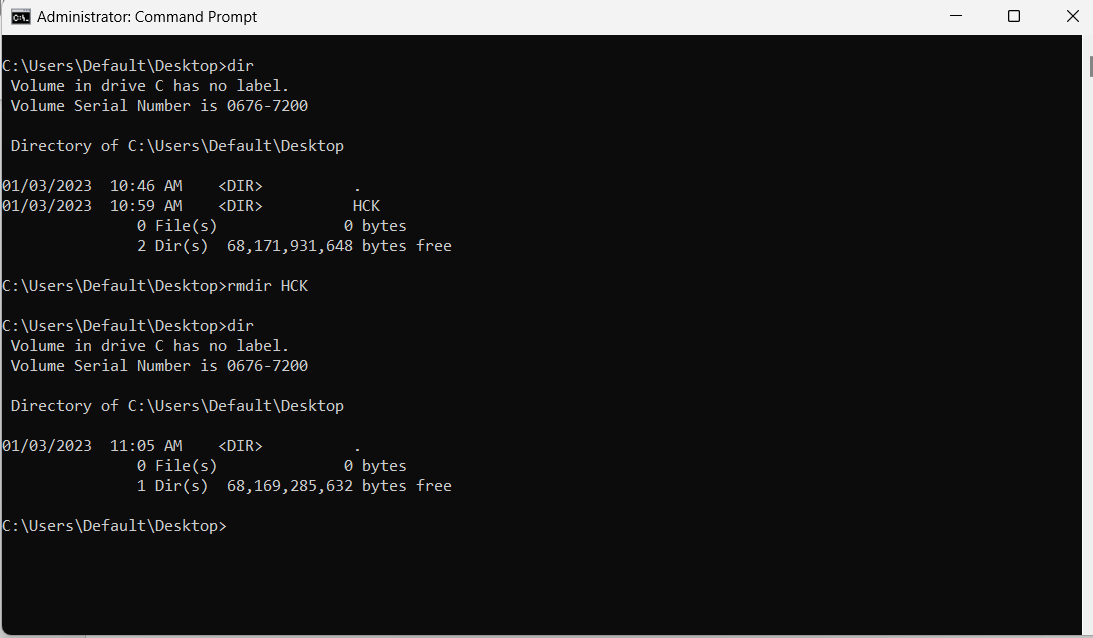 Administrator: Command Prompt
C:\Users\Default\Desktop>dir
 Volume in drive C has no label.
 Volume Serial Number is 0676-7200
 Directory of C:\Users\Default\Desktop
01/03/2023  10:46 AM    <DIR>          .
01/03/2023  10:59 AM    <DIR>          HCK
               0 File(s)              0 bytes
               2 Dir(s)  68,171,931,648 bytes free
C:\Users\Default\Desktop>rmdir HCK
C:\Users\Default\Desktop>dir
 Volume in drive C has no label.
 Volume Serial Number is 0676-7200
 Directory of C:\Users\Default\Desktop
01/03/2023  11:05 AM    <DIR>          .
               0 File(s)              0 bytes
               1 Dir(s)  68,169,285,632 bytes free
C:\Users\Default\Desktop>